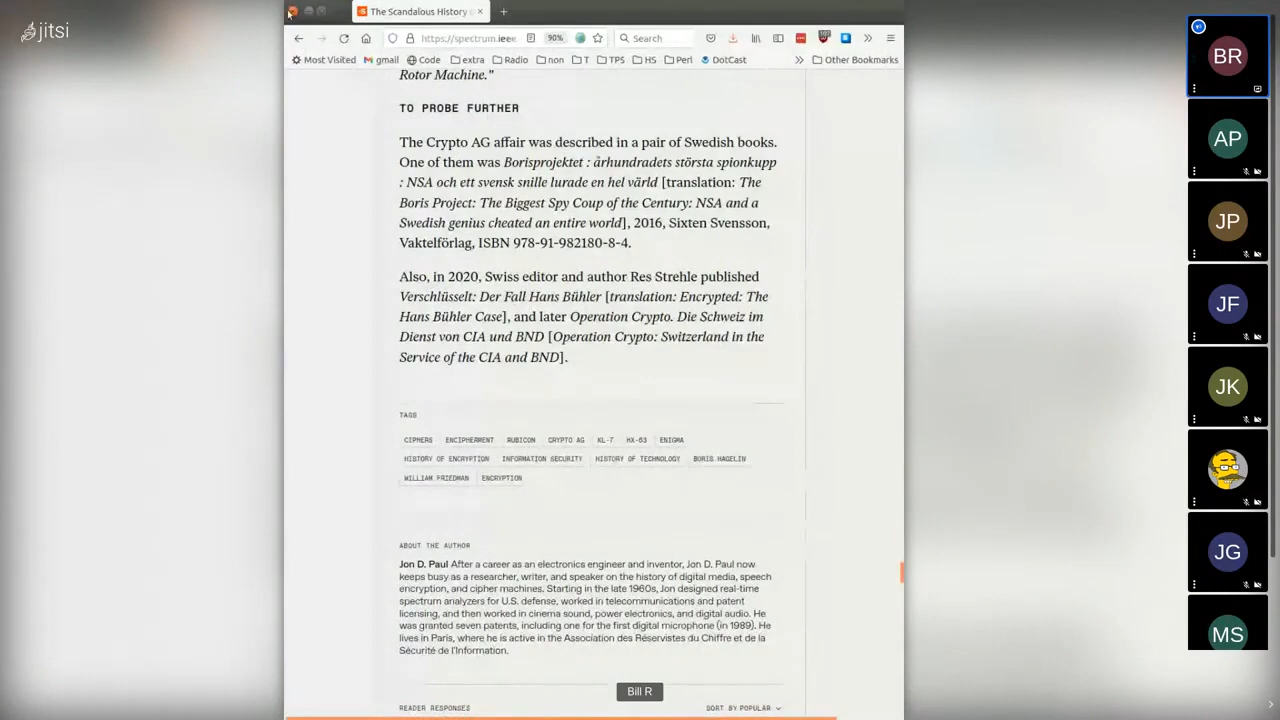 jitsi
The Scandalous History
https://spectrum.ieee
90%
Search
Most Visited
gmail
Code
extra
Radio
non
T
TPS
HS
Perl
DotCast
Other Bookmarks
Rotor Machine."
TO PROBE FURTHER
The Crypto AG affair was described in a pair of Swedish books.
One of them was Borisprojektet : århundradets största spionkupp
: NSA och ett svensk snille lurade en hel värld [translation: The
Boris Project: The Biggest Spy Coup of the Century: NSA and a
Swedish genius cheated an entire world], 2016, Sixten Svensson,
Vaktelförlag, ISBN 978-91-982180-8-4.
Also, in 2020, Swiss editor and author Res Strehle published
Verschlüsselt: Der Fall Hans Bühler [translation: Encrypted: The
Hans Bühler Case], and later Operation Crypto. Die Schweiz im
Dienst von CIA und BND [Operation Crypto: Switzerland in the
Service of the CIA and BND].
TAGS
CIPHERS ENCIPHERMENT RUBICON CRYPTO AG KL-7 HX-63 ENIGMA
HISTORY OF ENCRYPTION INFORMATION SECURITY HISTORY OF TECHNOLOGY BORIS HAGELIN
WILLIAM FRIEDMAN ENCRYPTION
ABOUT THE AUTHOR
Jon D. Paul After a career as an electronics engineer and inventor, Jon D. Paul now
keeps busy as a researcher, writer, and speaker on the history of digital media, speech
encryption, and cipher machines. Starting in the late 1960s, Jon designed real-time
spectrum analyzers for U.S. defense, worked in telecommunications and patent
licensing, and then worked in cinema sound, power electronics, and digital audio. He
was granted seven patents, including one for the first digital microphone (in 1989). He
lives in Paris, where he is active in the Association des Réservistes du Chiffre et de la
Sécurité de l'Information.
READER RESPONSES
SORT BY POPULAR
Bill R
BR
AP
JP
JF
JK
JG
MS